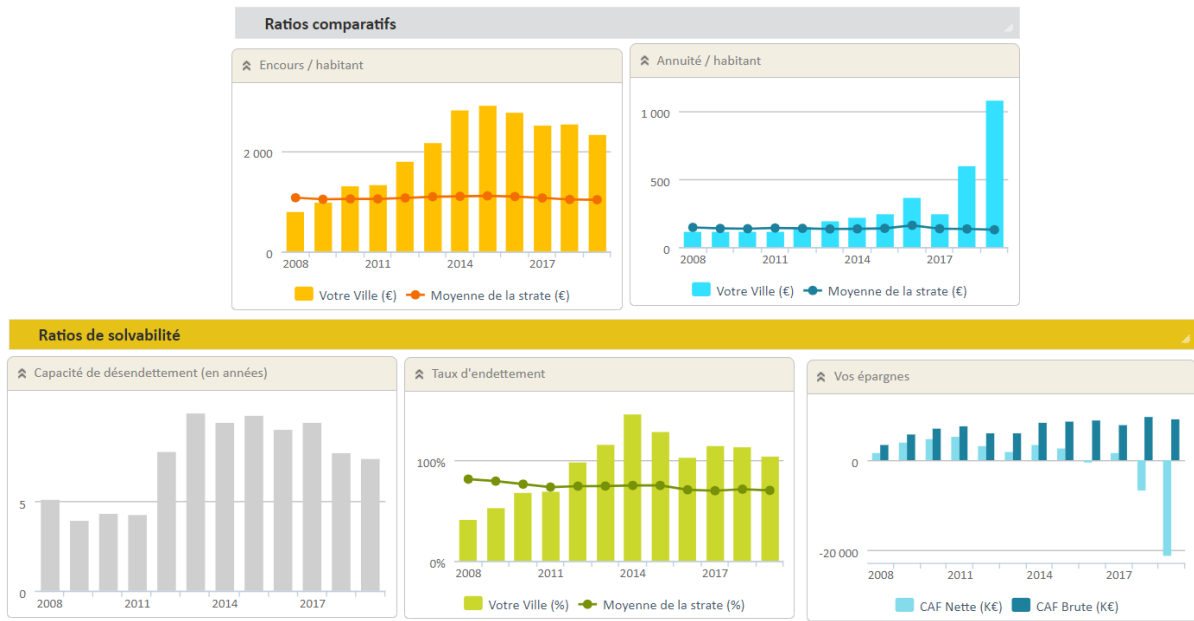 Ratios comparatifs
Encours / habitant
2 000
0
2008 2011 2014 2017
Votre Ville (€) Moyenne de la strate (€)
Annuité / habitant
1 000
500
0
2008 2011 2014 2017
Votre Ville (€) Moyenne de la strate (€)
Ratios de solvabilité
Capacité de désendettement (en années)
5
0
2008 2011 2014 2017
Taux d'endettement
100%
0%
2008 2011 2014 2017
Votre Ville (%) Moyenne de la strate (%)
Vos épargnes
0
-20 000
2008 2011 2014 2017
CAF Nette (K€) CAF Brute (K€)